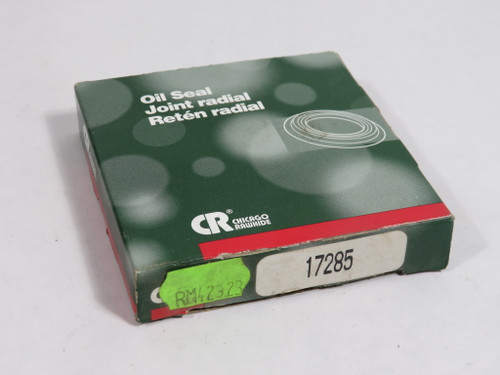 Oil Seal
Joint radial
Retén radial
CR® CHICAGO
RAWHIDE
17285
RM42323